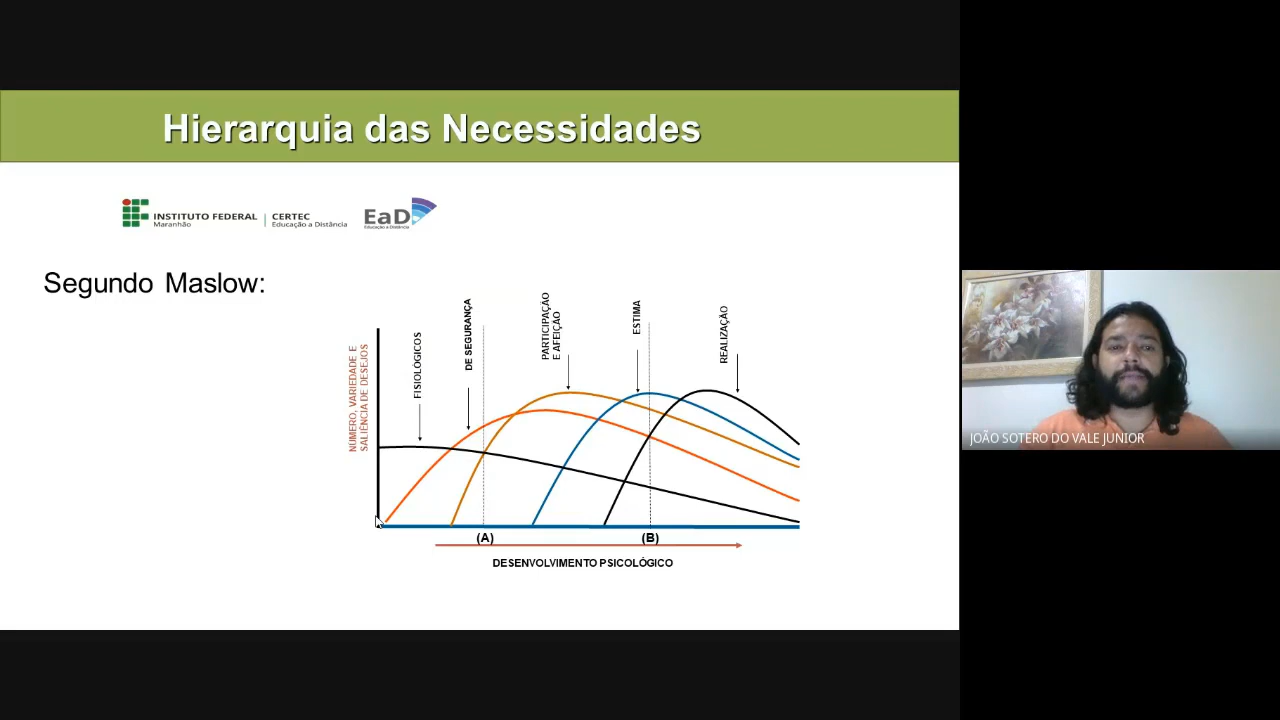 Hierarquia das Necessidades
INSTITUTO FEDERAL
Maranhão
CERTEC
Educação a Distância
EaD
Educação a Distância
Segundo Maslow:
NÚMERO, VARIEDADE E
SALIÊNCIA DE DESEJOS
FISIOLÓGICOS
DE SEGURANÇA
PARTICIPAÇÃO
E AFEIÇÃO
ESTIMA
REALIZAÇÃO
(A)
(B)
DESENVOLVIMENTO PSICOLÓGICO
JOÃO SOTERO DO VALE JUNIOR